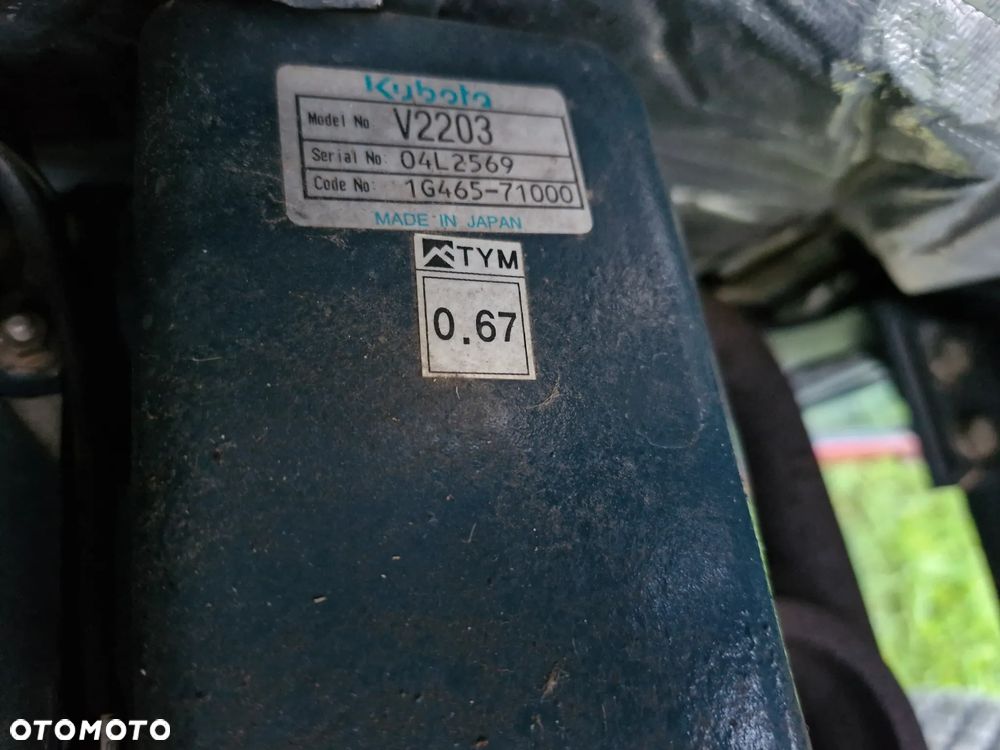 Kubota
Model No V2203
Serial No: 04L2569
Code No: 1G465-71000
MADE IN JAPAN
TYM
0.67
OTOMOTO